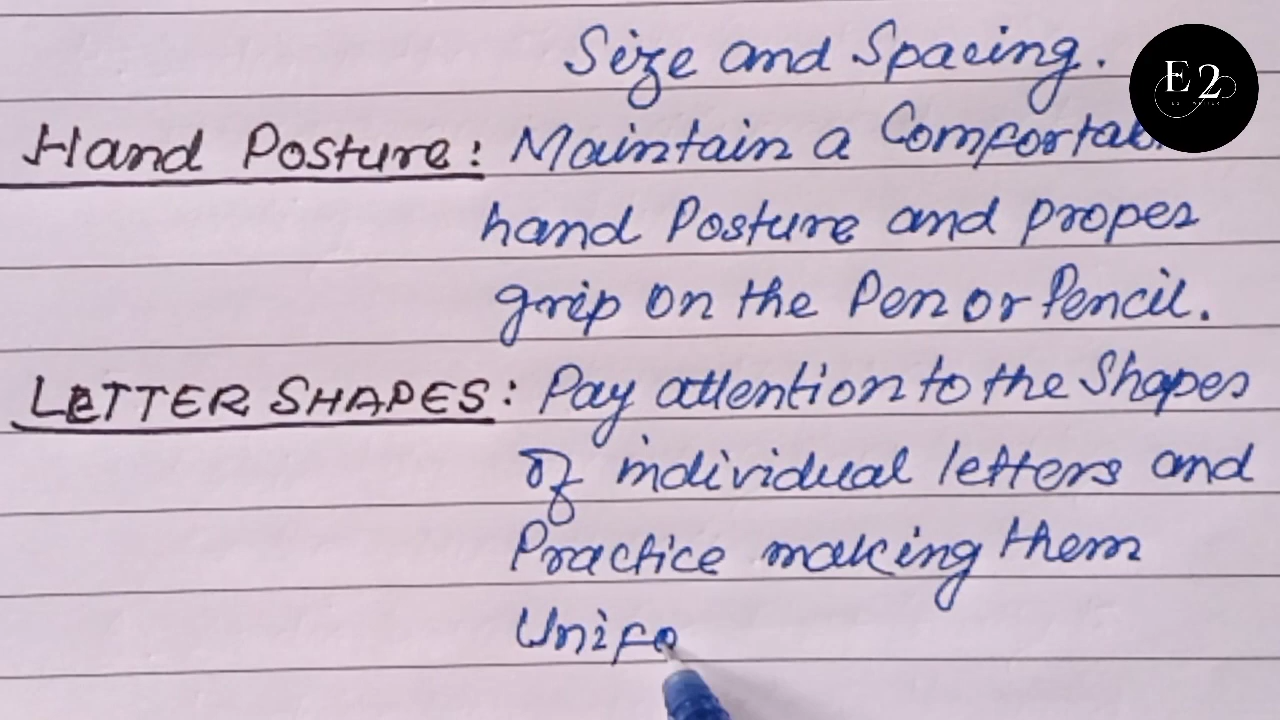 Size and Spacing.
E2
Hand Posture: Maintain a Comfortab
hand Posture and proper
grip on the Pen or Pencil.
LETTER SHAPES: Pay attention to the Shapes
of individual letters and
Practice making them
Unifo